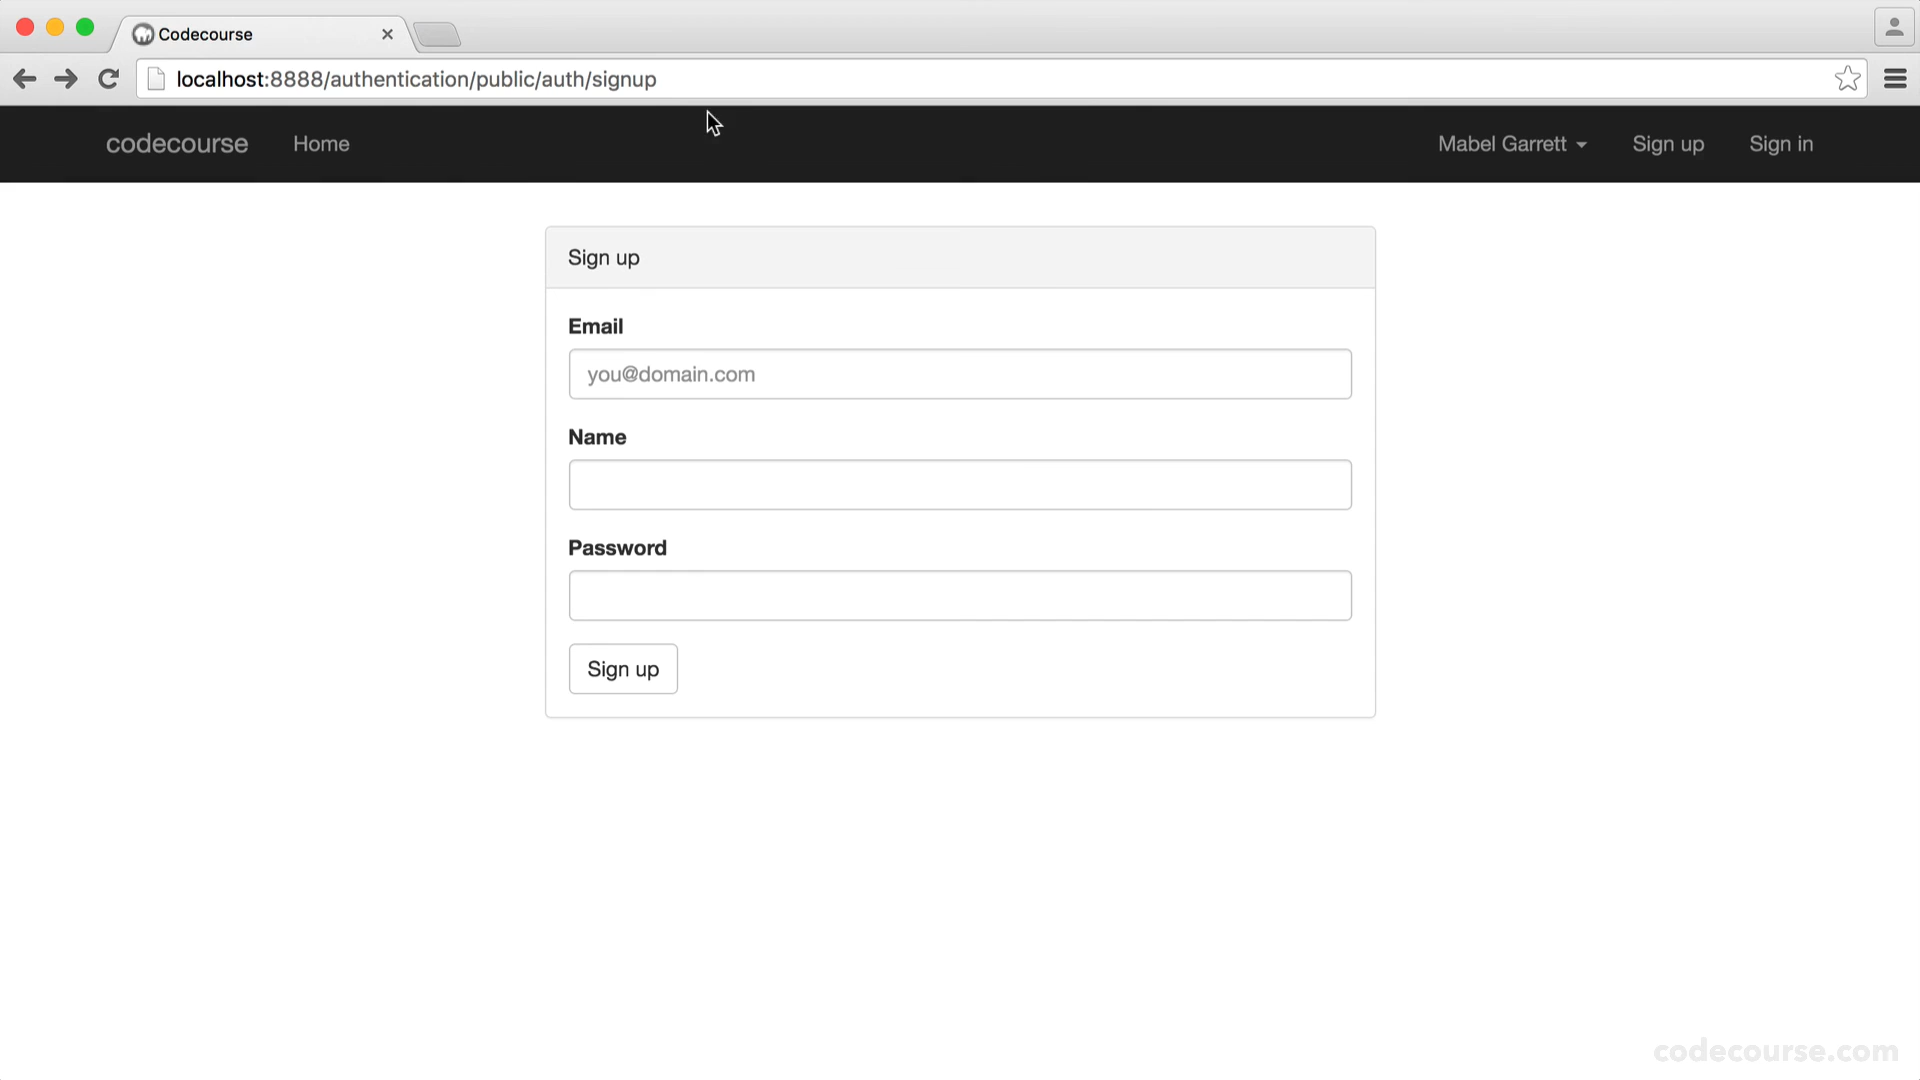 Codecourse
localhost:8888/authentication/public/auth/signup
codecourse Home Mabel Garrett Sign up Sign in
Sign up
Email
you@domain.com
Name
Password
Sign up
codecourse.com